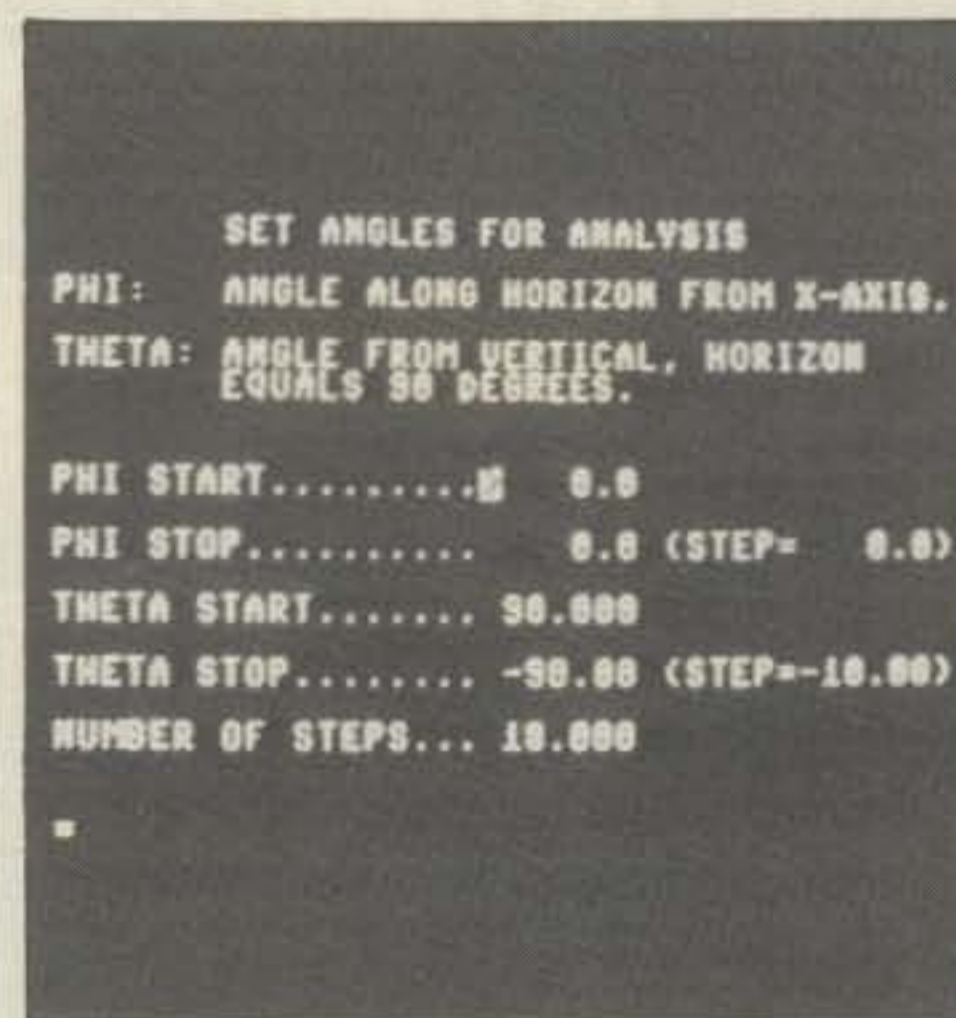 SET ANGLES FOR ANALYSIS
PHI: ANGLE ALONG HORIZON FROM X-AXIS.
THETA: ANGLE FROM VERTICAL, HORIZON
EQUALS 90 DEGREES.
PHI START......... 0.0
PHI STOP.......... 0.0 (STEP= 0.0)
THETA START....... 90.000
THETA STOP........ -90.00 (STEP=-10.00)
NUMBER OF STEPS... 18.000